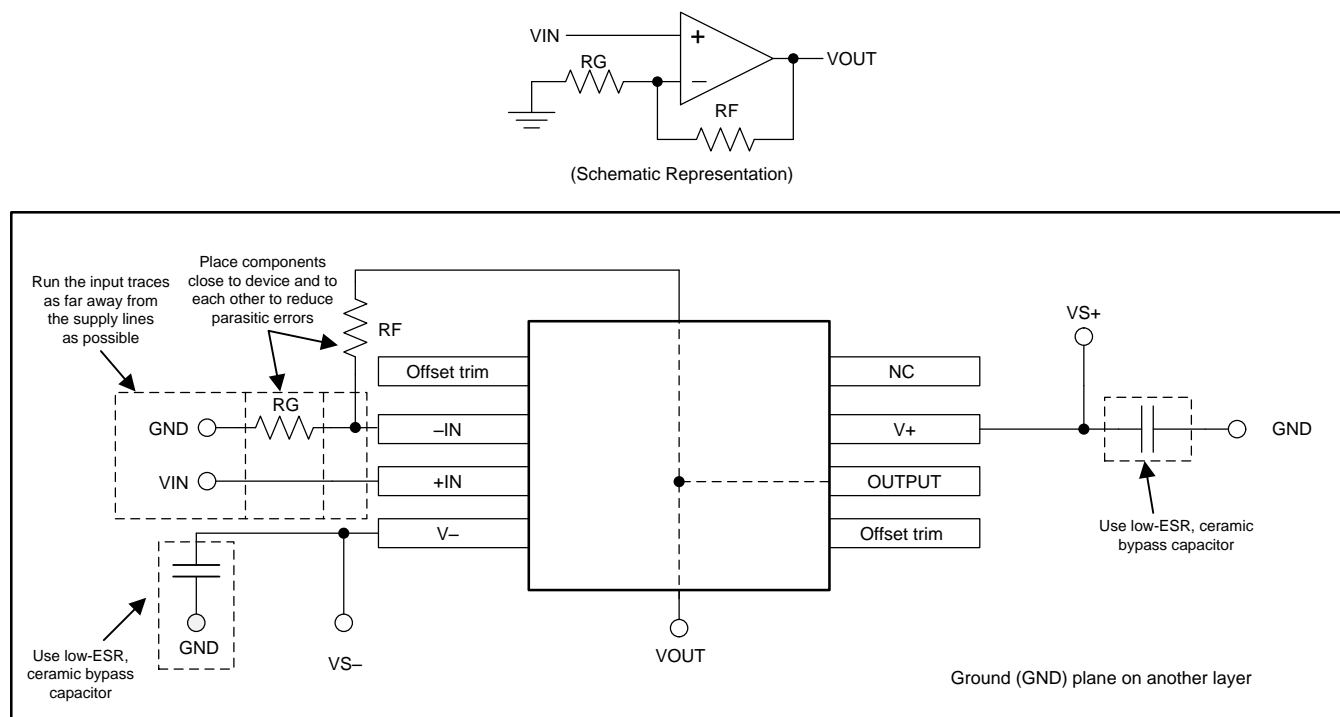 VIN
+
RG
–
VOUT
RF
(Schematic Representation)
Run the input traces
as far away from
the supply lines
as possible
Place components
close to device and to
each other to reduce
parasitic errors
RF
VS+
Offset trim
NC
RG
GND
–IN
V+
GND
VIN
+IN
OUTPUT
V–
Offset trim
Use low-ESR, ceramic
bypass capacitor
GND
Use low-ESR,
ceramic bypass
capacitor
VS–
VOUT
Ground (GND) plane on another layer